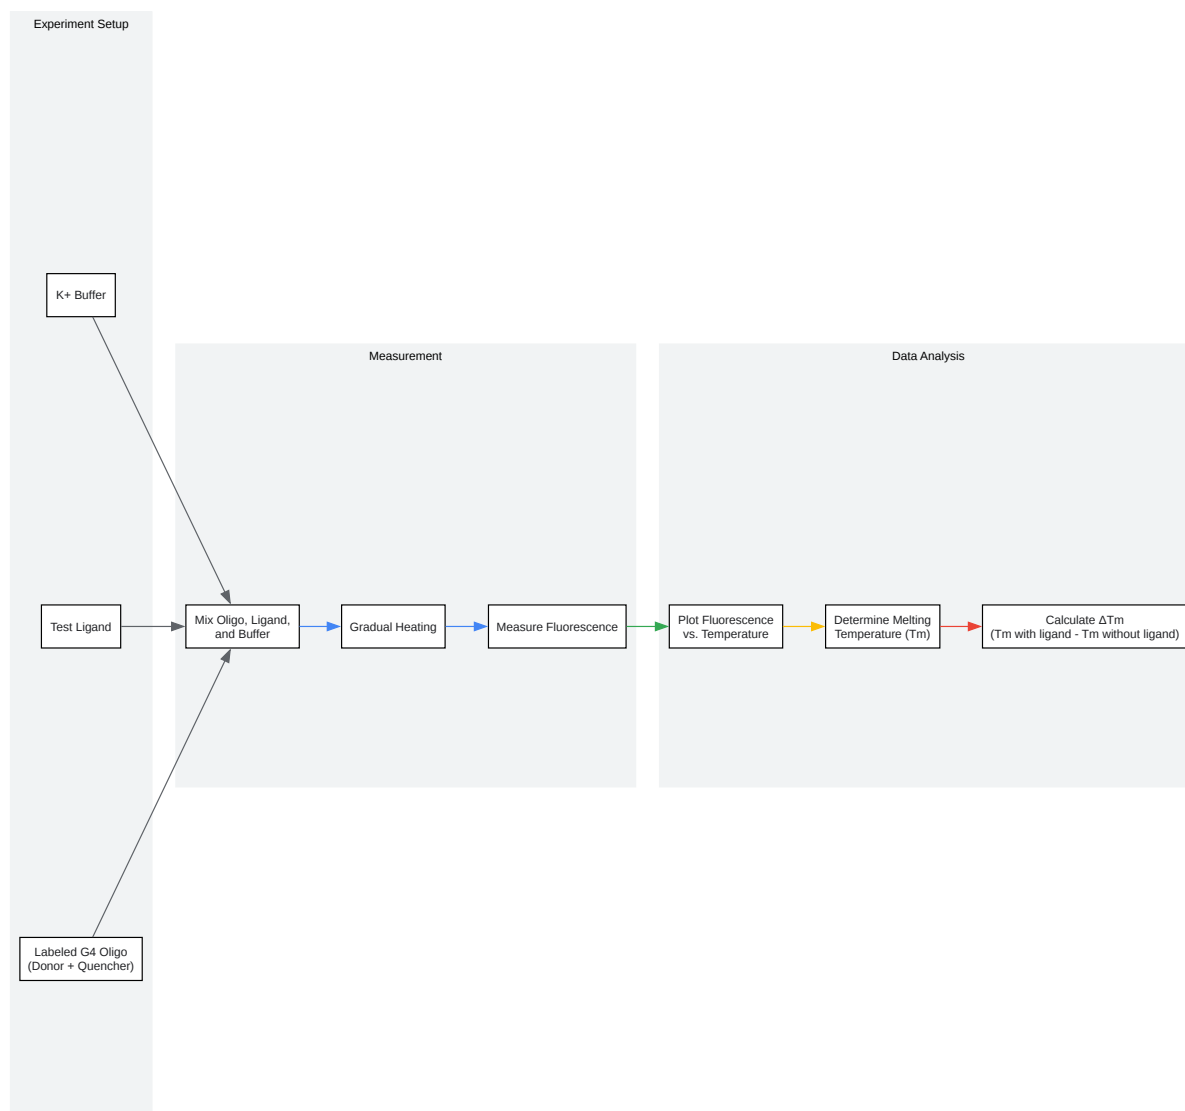 Experiment Setup
K+ Buffer
Test Ligand
Labeled G4 Oligo
(Donor + Quencher)
Measurement
Mix Oligo, Ligand,
and Buffer
Gradual Heating
Measure Fluorescence
Data Analysis
Plot Fluorescence
vs. Temperature
Determine Melting
Temperature (Tm)
Calculate ΔTm
(Tm with ligand - Tm without ligand)